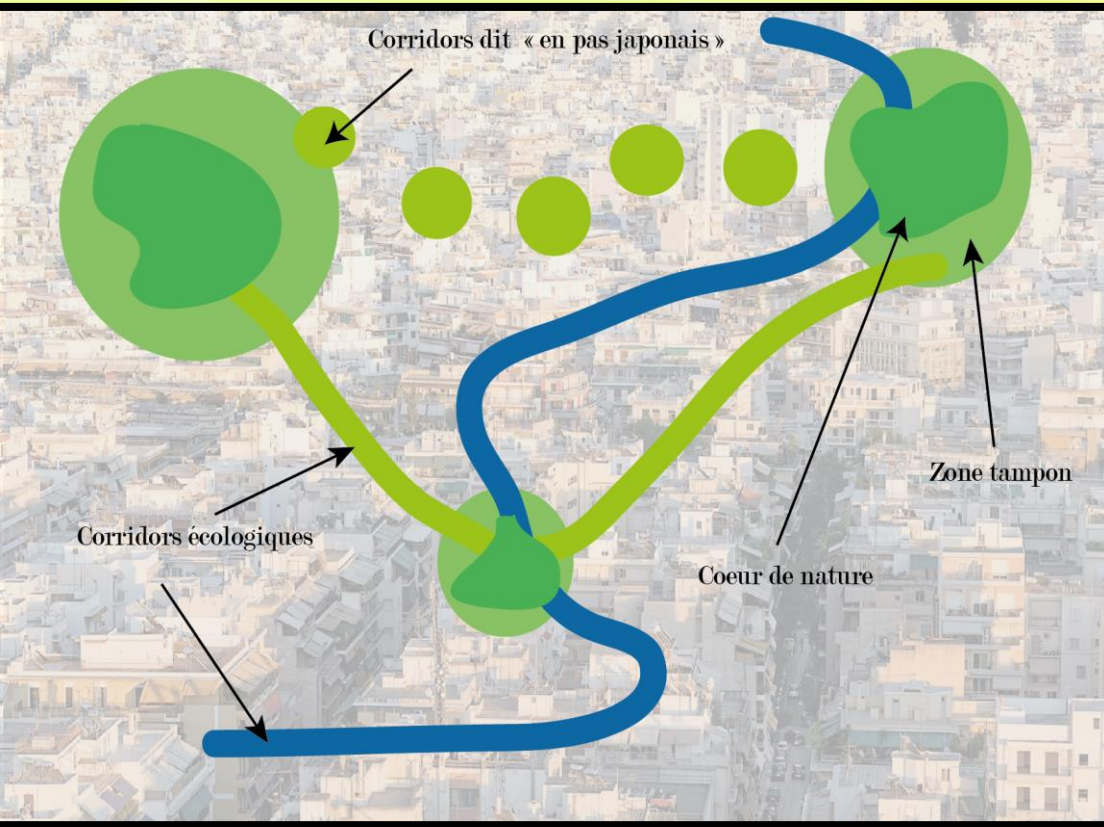 Corridors dit « en pas japonais »
Zone tampon
Corridors écologiques
Coeur de nature